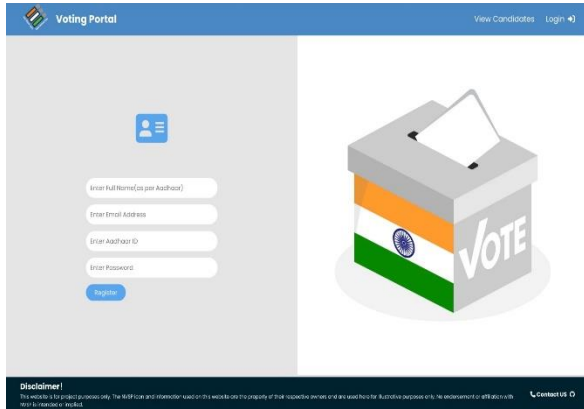 Voting Portal
View Candidates
Login
Enter Full Name(as per Aadhaar)
Enter Email Address
Enter Aadhaar ID
Enter Password
Register
VOTE
Disclaimer!
This website is for project purposes only. The NVSP icon and information used on this website are the property of their respective owners and are used here for illustrative purposes only. No endorsement or affiliation with
NVSP is intended or implied.
Contact US